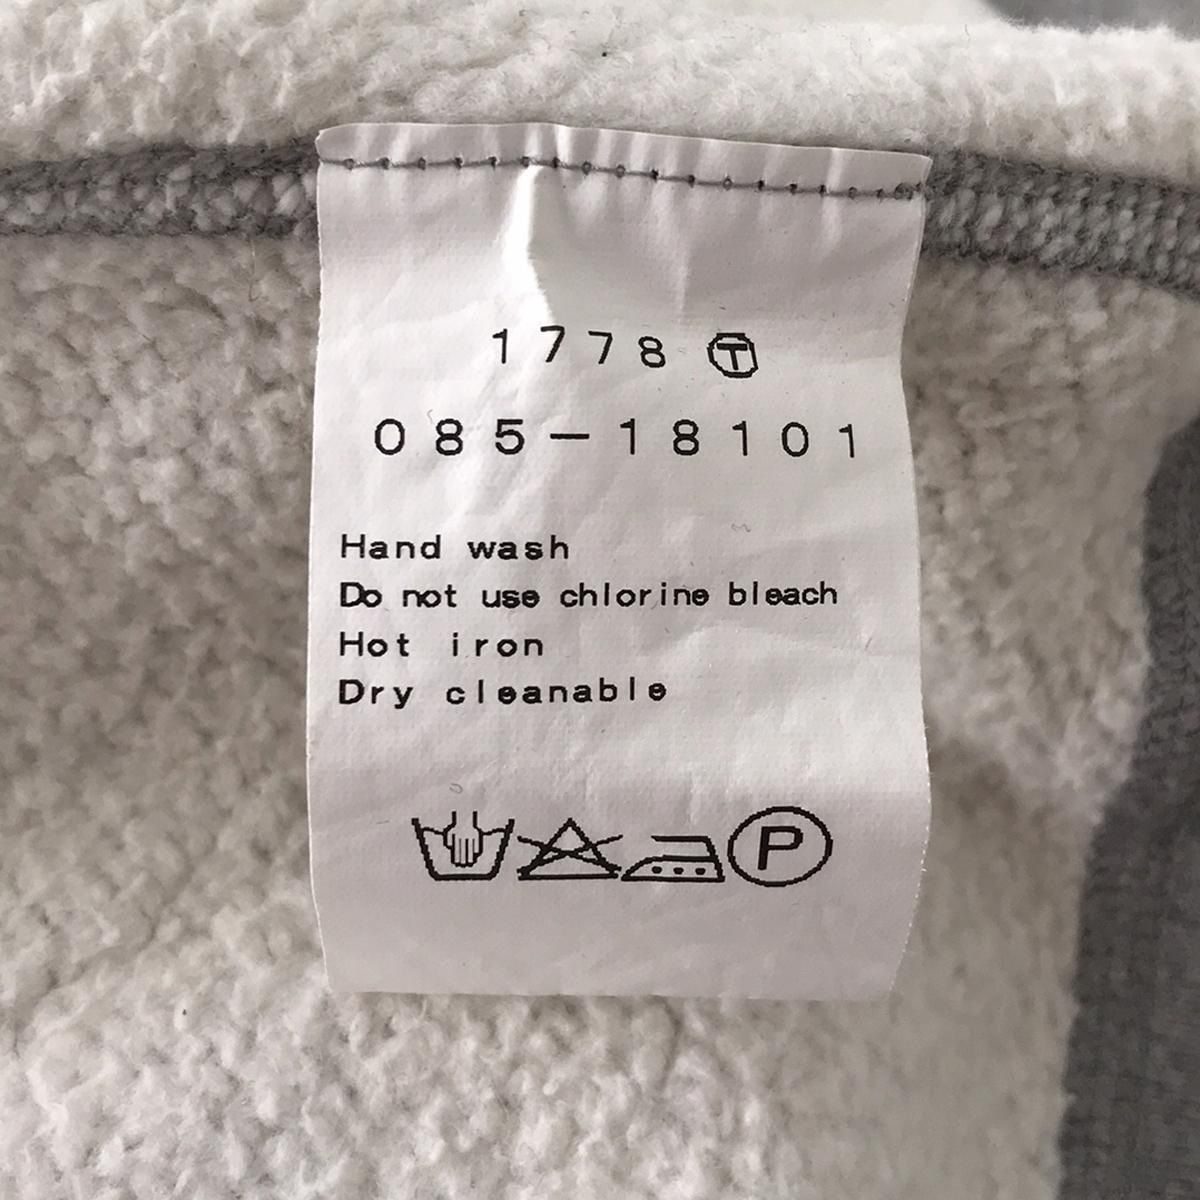 1778 Ⓣ
085-18101
Hand wash
Do not use chlorine bleach
Hot iron
Dry cleanable
P